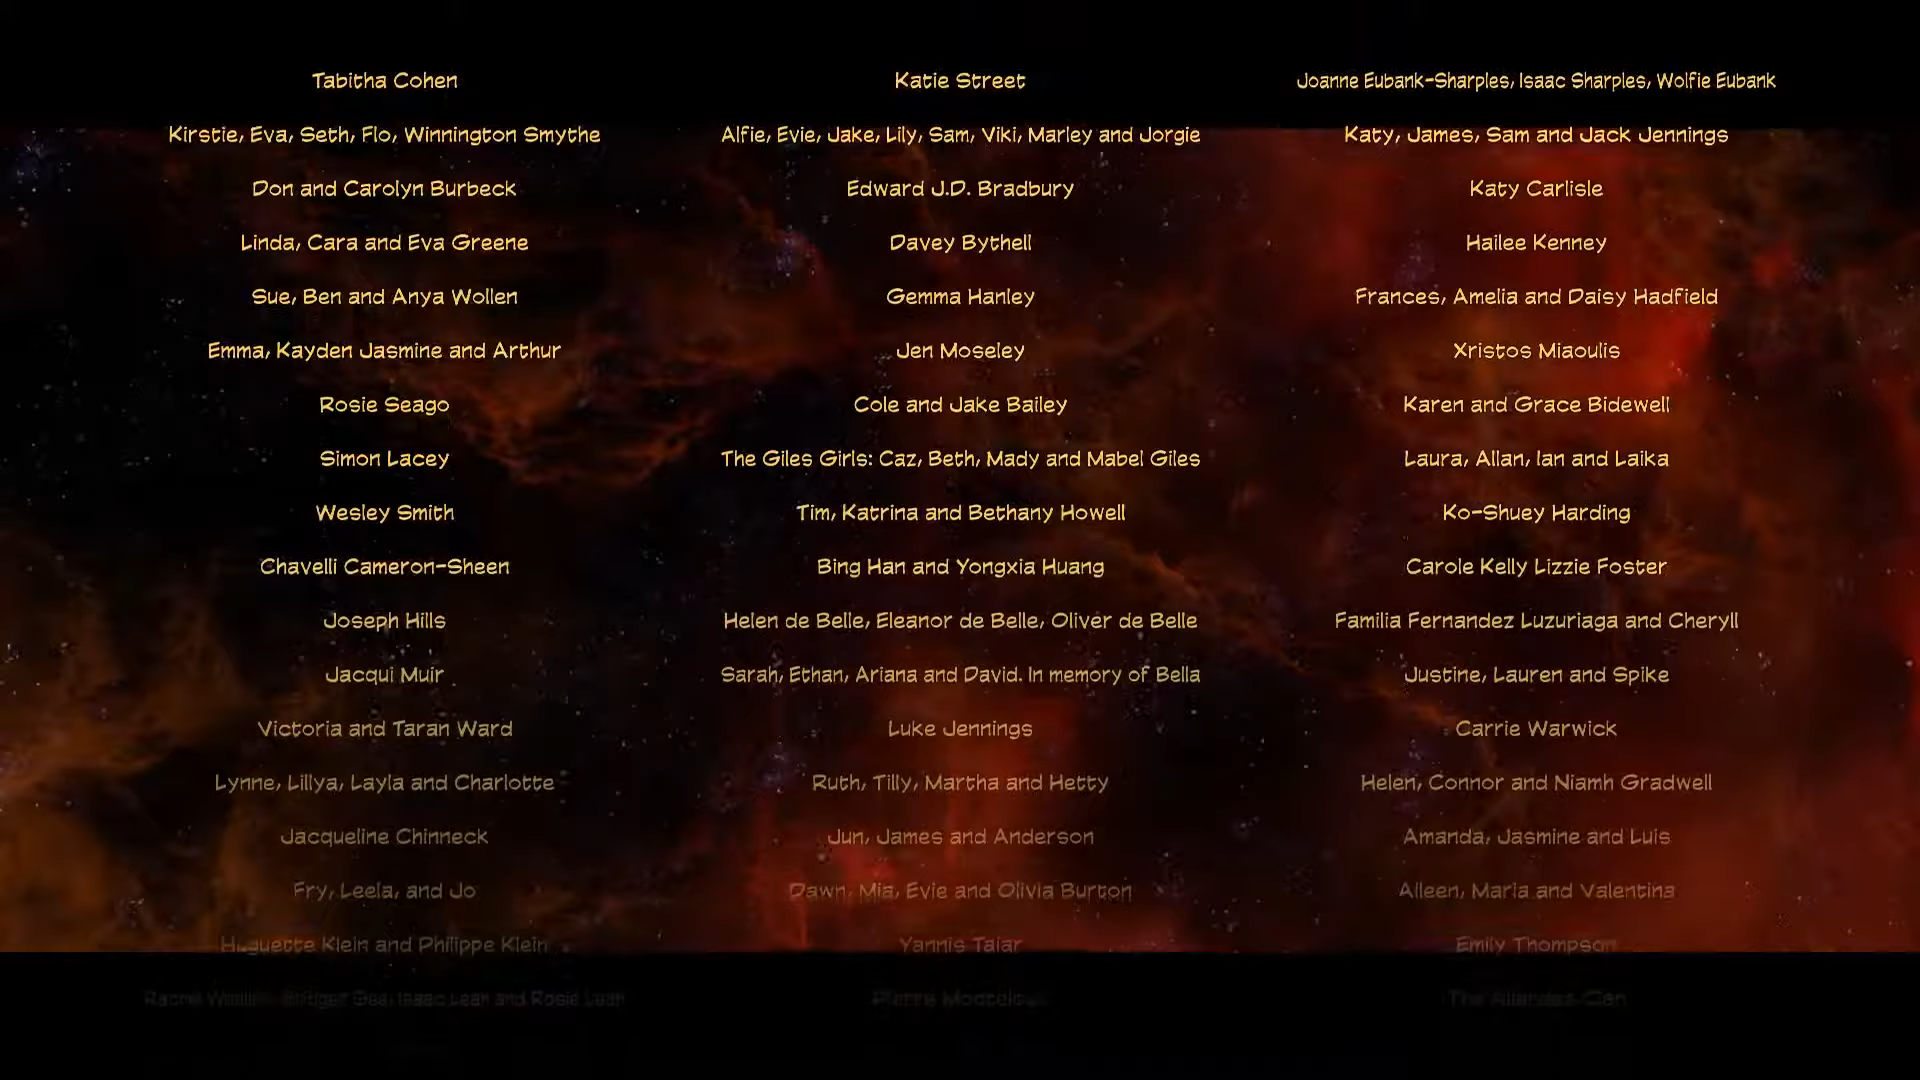 Tabitha Cohen
Kirstie, Eva, Seth, Flo, Winnington Smythe
Don and Carolyn Burbeck
Linda, Cara and Eva Greene
Sue, Ben and Anya Wollen
Emma, Kayden Jasmine and Arthur
Rosie Seago
Simon Lacey
Wesley Smith
Chavelli Cameron-Sheen
Joseph Hills
Jacqui Muir
Victoria and Taran Ward
Lynne, Lillya, Layla and Charlotte
Jacqueline Chinneck
Fry, Leela, and Jo
Huguette Klein and Philippe Klein
and Rosie
Katie Street
Alfie, Evie, Jake, Lily, Sam, Viki, Marley and Jorgie
Edward J.D. Bradbury
Davey Bythell
Gemma Hanley
Jen Moseley
Cole and Jake Bailey
The Giles Girls: Caz, Beth, Mady and Mabel Giles
Tim, Katrina and Bethany Howell
Bing Han and Yongxia Huang
Helen de Belle, Eleanor de Belle, Oliver de Belle
Sarah, Ethan, Ariana and David. In memory of Bella
Luke Jennings
Ruth, Tilly, Martha and Hetty
Jun, James and Anderson
Dawn, Mia, Evie and Olivia Burton
Yannis Talar
Pierre
Joanne Eubank-Sharples, Isaac Sharples, Wolfie Eubank
Katy, James, Sam and Jack Jennings
Katy Carlisle
Hailee Kenney
Frances, Amelia and Daisy Hadfield
Xristos Miaoulis
Karen and Grace Bidewell
Laura, Allan, Ian and Laika
Ko-Shuey Harding
Carole Kelly Lizzie Foster
Familia Fernandez Luzuriaga and Cheryll
Justine, Lauren and Spike
Carrie Warwick
Helen, Connor and Niamh Gradwell
Amanda, Jasmine and Luis
Aileen, Maria and Valentina
Emily Thompson
The